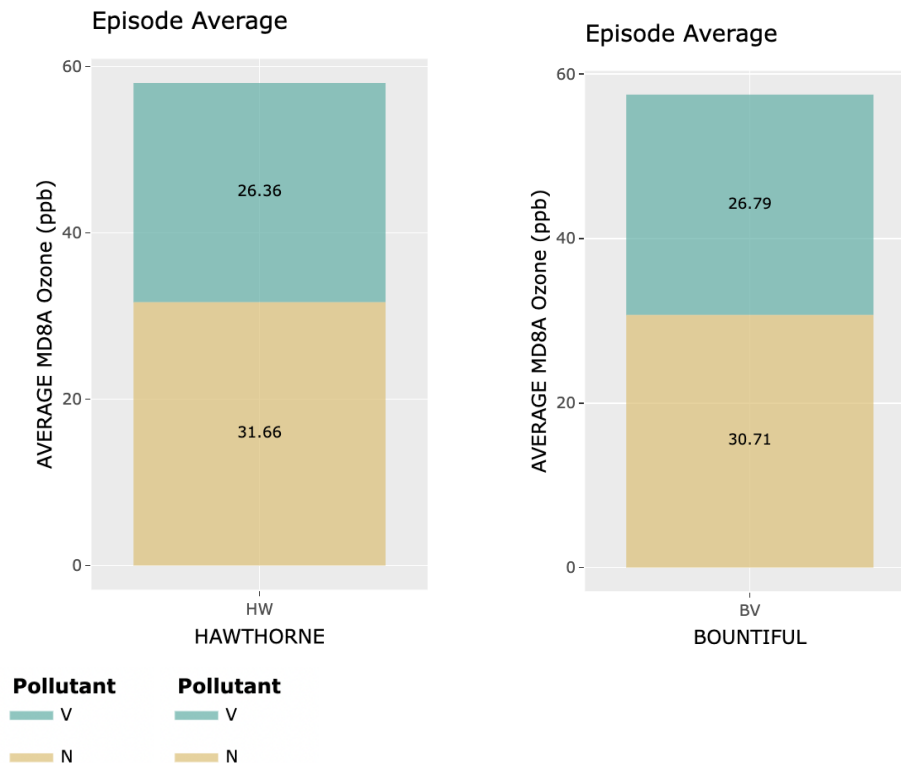 Episode Average
60
40
20
0
AVERAGE MD8A Ozone (ppb)
26.36
31.66
HW
HAWTHORNE
Episode Average
60
40
20
0
AVERAGE MD8A Ozone (ppb)
26.79
30.71
BV
BOUNTIFUL
Pollutant
V
N
Pollutant
V
N